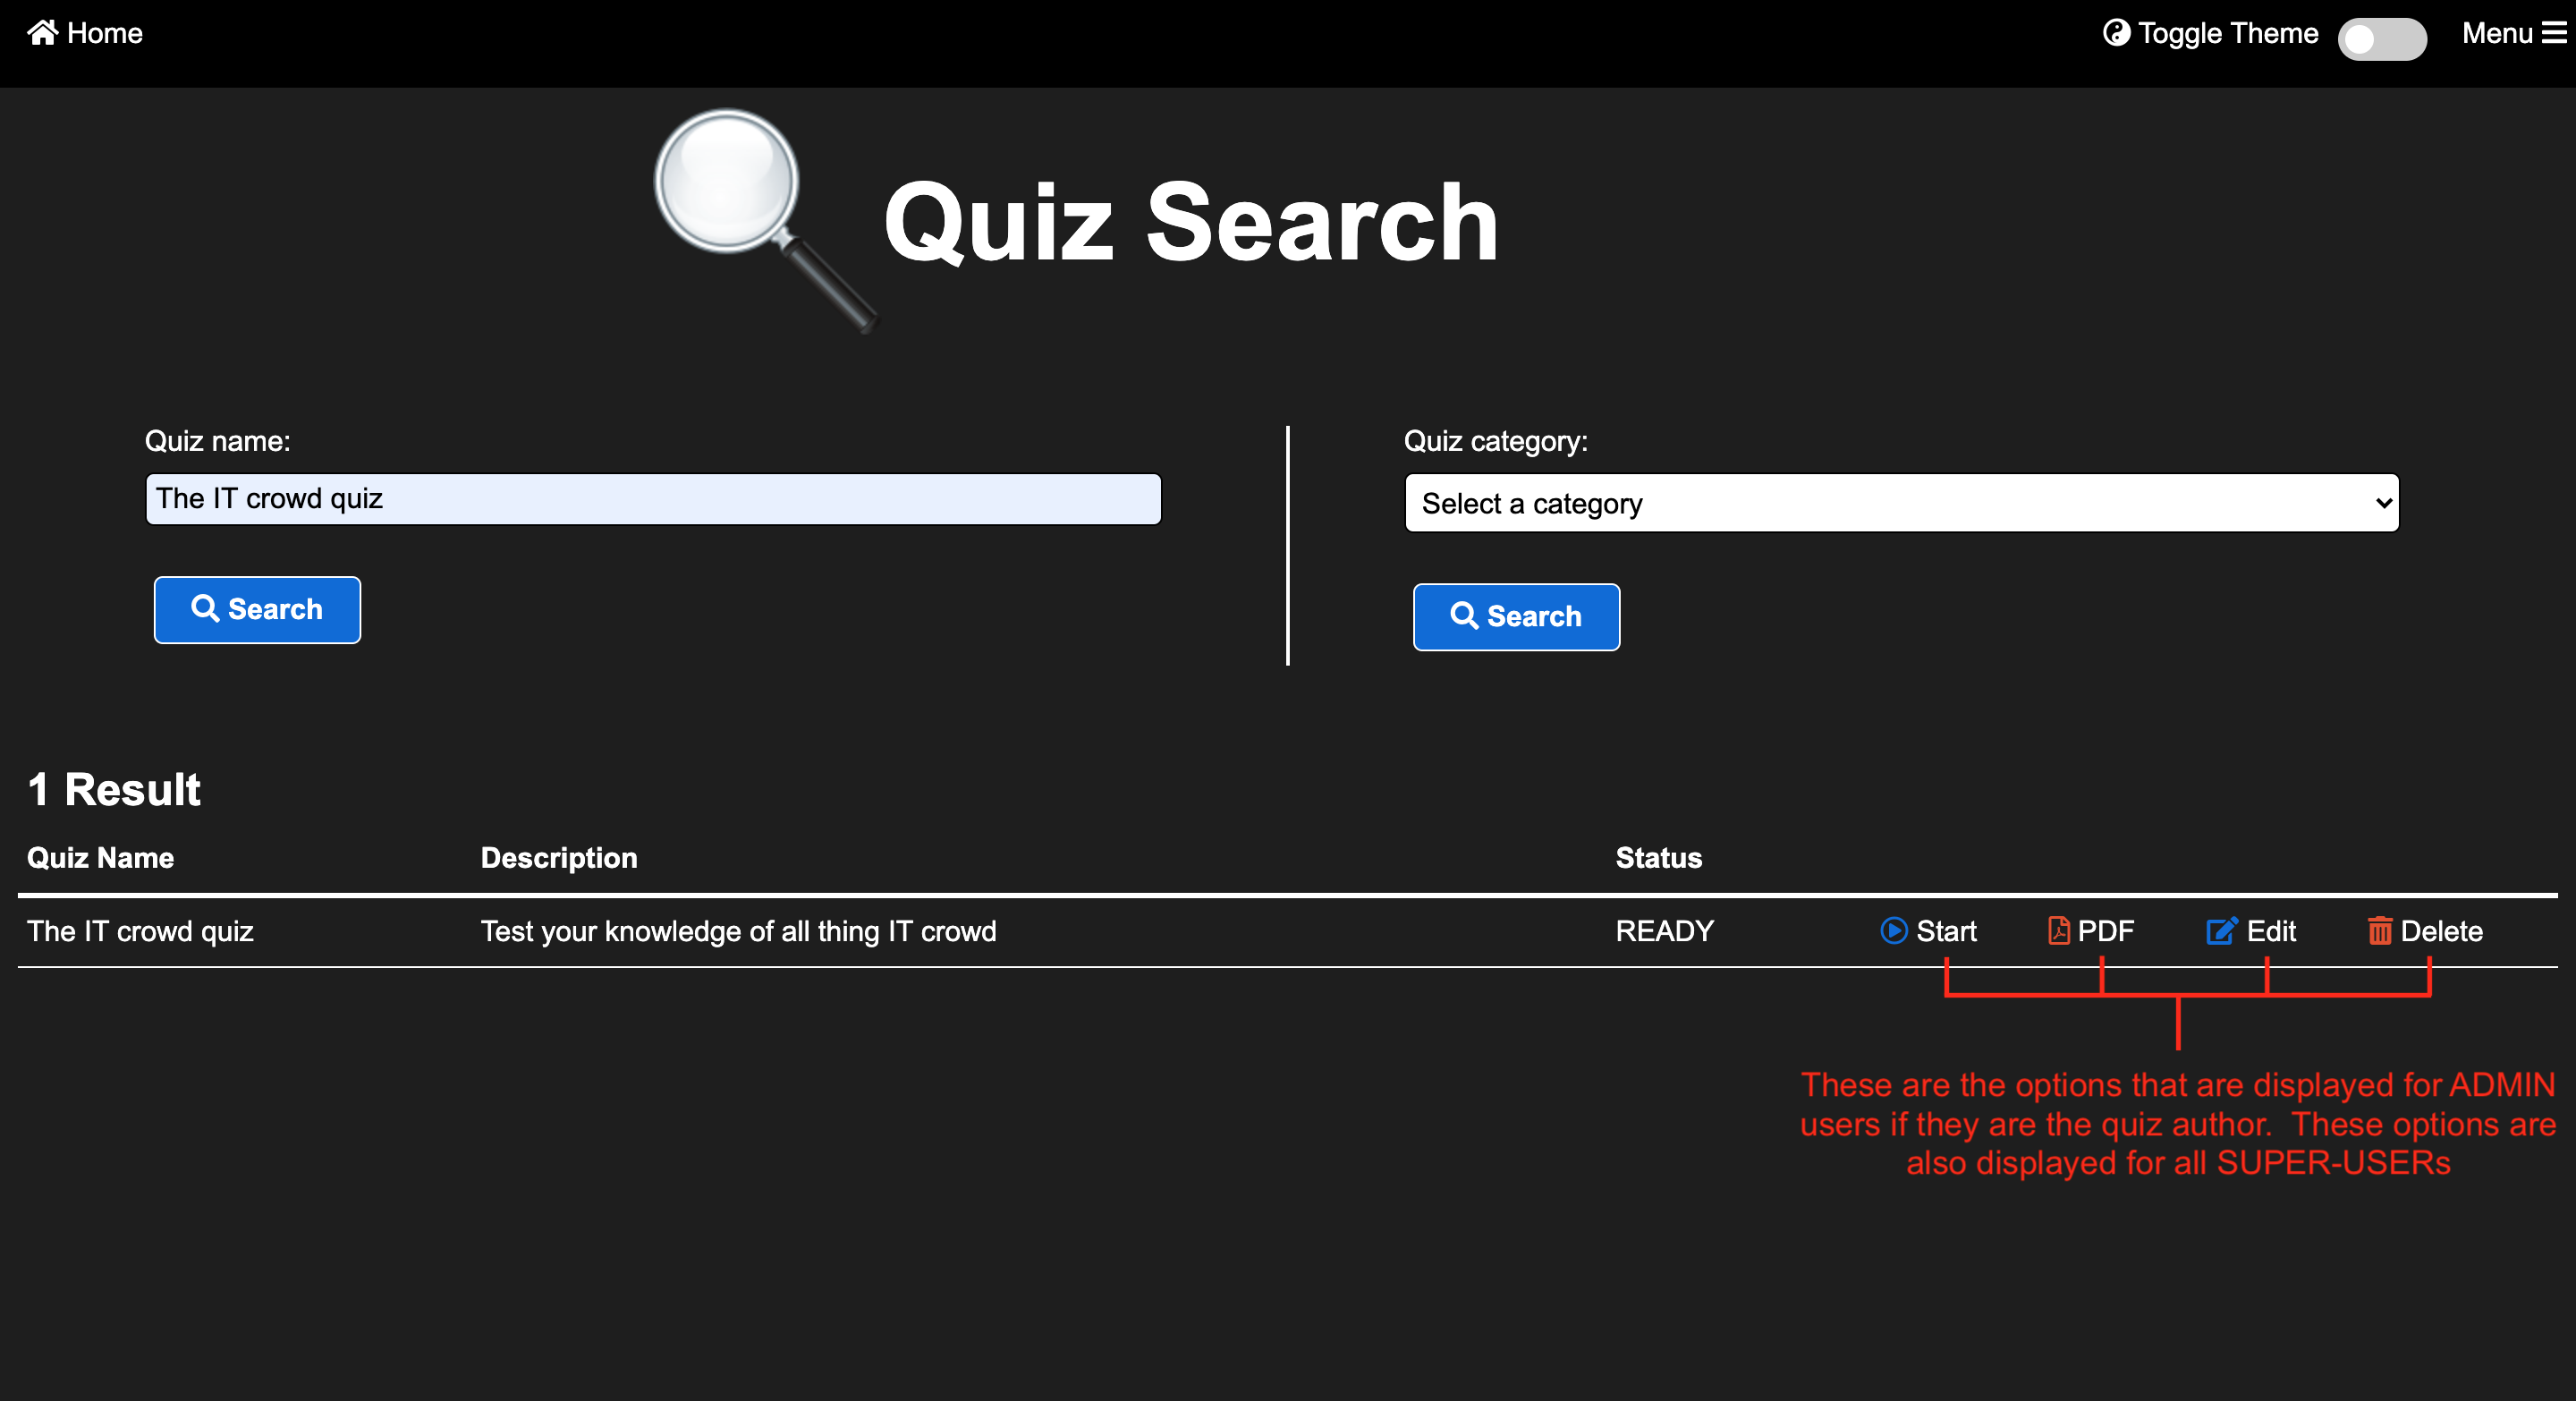 Home
Toggle Theme
Menu
Quiz Search
Quiz name:
The IT crowd quiz
Search
Quiz category:
Select a category
Search
1 Result
Quiz Name Description Status
The IT crowd quiz Test your knowledge of all thing IT crowd READY Start PDF Edit Delete
These are the options that are displayed for ADMIN
users if they are the quiz author.  These options are
also displayed for all SUPER-USERs